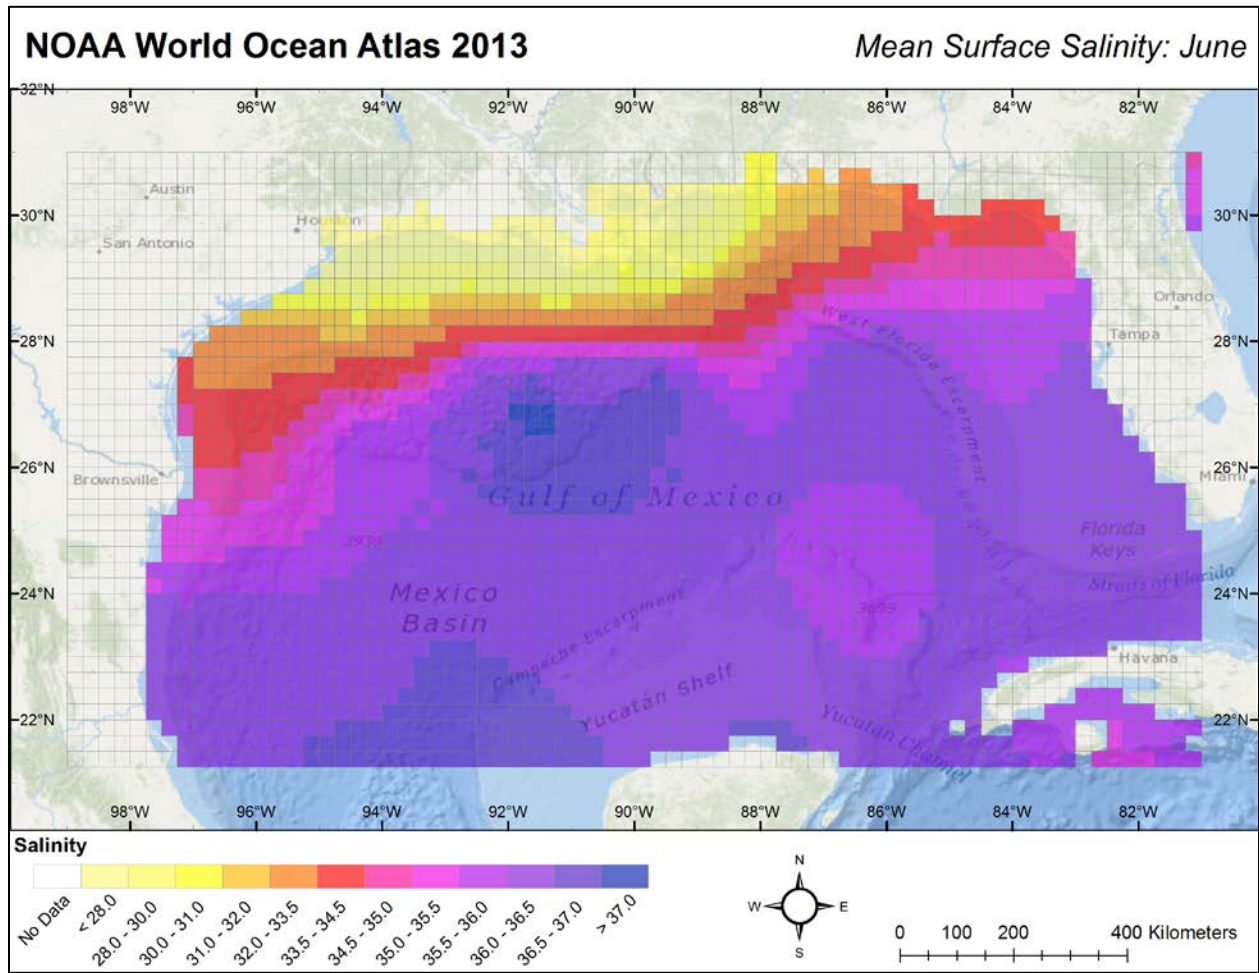 NOAA World Ocean Atlas 2013
Mean Surface Salinity: June
32°N
98°W 96°W 94°W 92°W 90°W 88°W 86°W 84°W 82°W
Austin
30°N 30°N
Houston
San Antonio
Orlando
West Florida Escarpment
28°N 28°N
Tampa
26°N 26°N
Brownsville
Miami
Gulf of Mexico
Florida
Keys
3939
Straits of Florida
24°N 24°N
Mexico
Basin
3699
Campeche Escarpment
Havana
Yucatán Shelf
22°N 22°N
Yucatán Channel
98°W 96°W 94°W 92°W 90°W 88°W 86°W 84°W 82°W
Salinity
No Data
< 28.0
28.0 - 30.0
30.0 - 31.0
31.0 - 32.0
32.0 - 33.5
33.5 - 34.5
34.5 - 35.0
35.0 - 35.5
35.5 - 36.0
36.0 - 36.5
36.5 - 37.0
> 37.0
N
W E
S
0 100 200 400 Kilometers